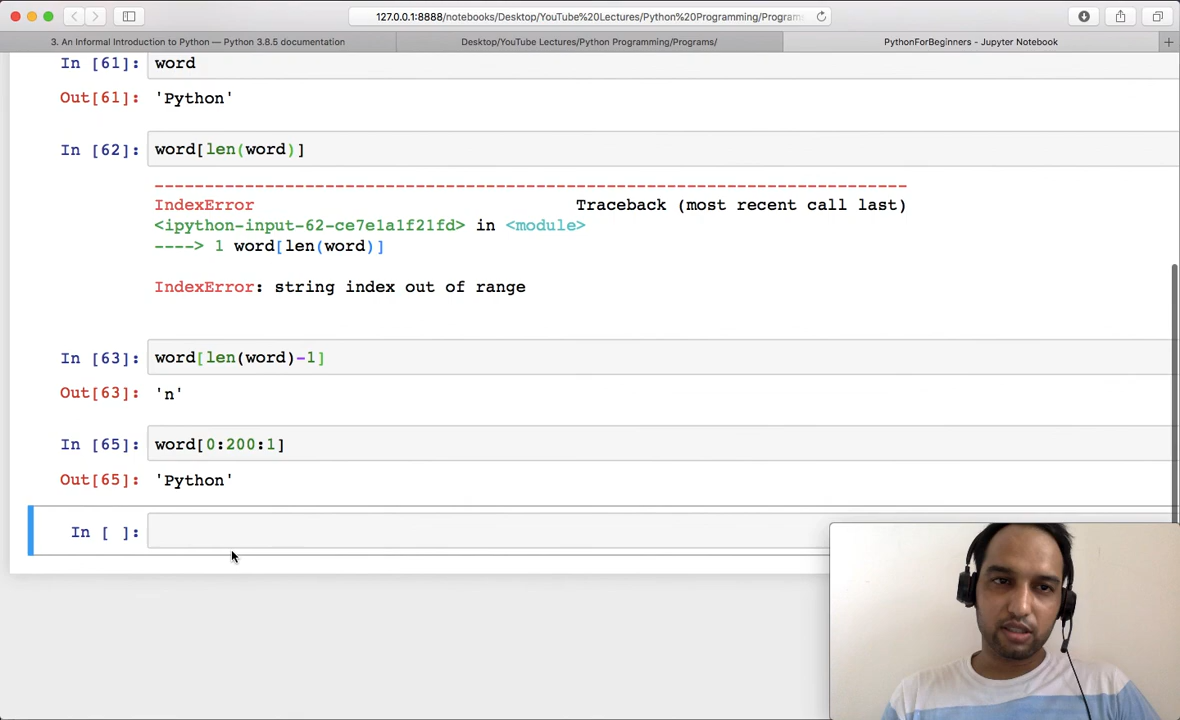 127.0.0.1:8888/notebooks/Desktop/YouTube%20Lectures/Python%20Programming/Program
3. An Informal Introduction to Python — Python 3.8.5 documentation
Desktop/YouTube Lectures/Python Programming/Programs/
PythonForBeginners - Jupyter Notebook
In [61]: word
Out[61]: 'Python'
In [62]: word[len(word)]
---------------------------------------------------------------------------
IndexError Traceback (most recent call last)
<ipython-input-62-ce7e1a1f21fd> in <module>
----> 1 word[len(word)]
IndexError: string index out of range
In [63]: word[len(word)-1]
Out[63]: 'n'
In [65]: word[0:200:1]
Out[65]: 'Python'
In [ ]: